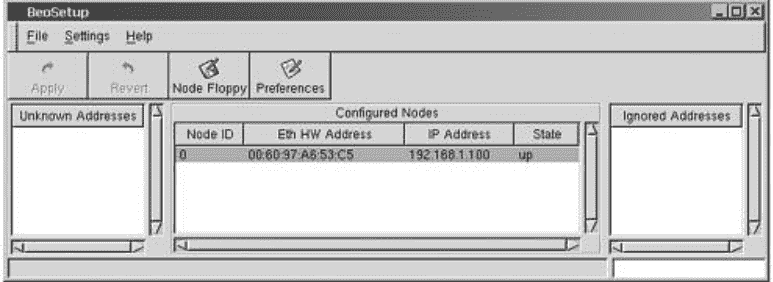 BeoSetup
File Settings Help
Apply Revert Node Floppy Preferences
Unknown Addresses
Configured Nodes
Node ID Eth HW Address IP Address State
0 00:60:97:A6:53:C5 192.168.1.100 up
Ignored Addresses